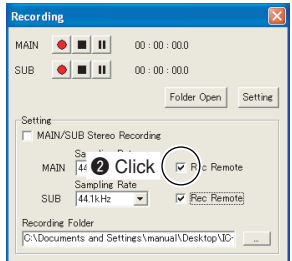 Recording
MAIN 00 : 00 : 00.0
SUB 00 : 00 : 00.0
Folder Open Setting
Setting
MAIN/SUB Stereo Recording
MAIN 44 ❷ Click Rec Remote
Sampling Rate
SUB 44.1kHz Rec Remote
Recording Folder
C:\Documents and Settings\manual\Desktop\IC- ...